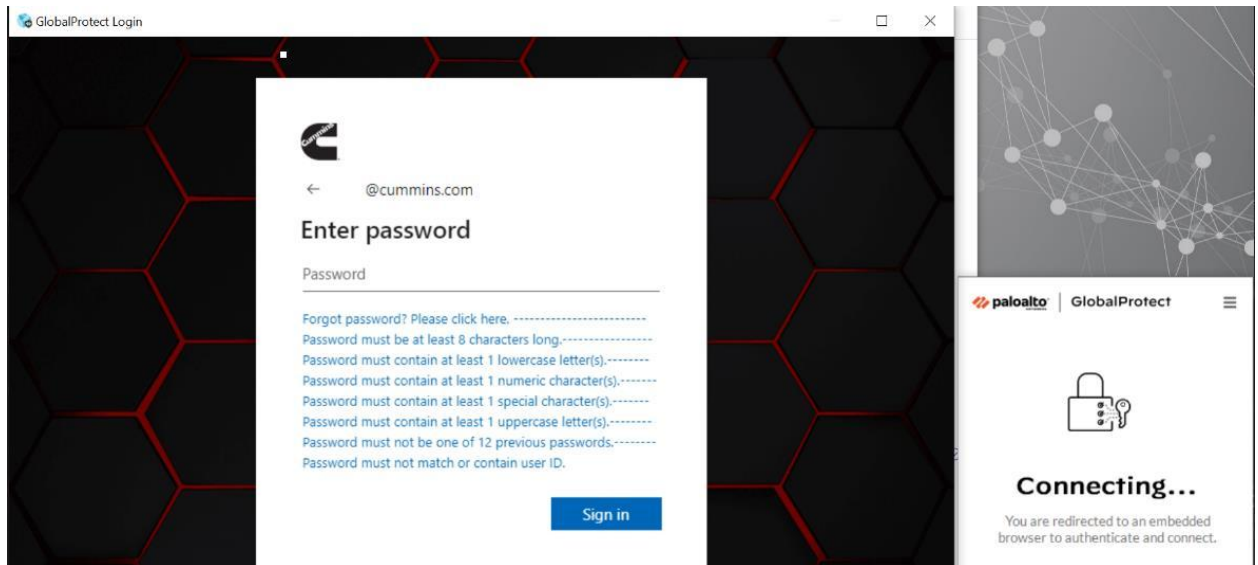 GlobalProtect Login
Cummins
@cummins.com
Enter password
Password
Forgot password? Please click here. -------------------------
Password must be at least 8 characters long.-----------------
Password must contain at least 1 lowercase letter(s).--------
Password must contain at least 1 numeric character(s).-------
Password must contain at least 1 special character(s).-------
Password must contain at least 1 uppercase letter(s).--------
Password must not be one of 12 previous passwords.--------
Password must not match or contain user ID.
Sign in
paloalto
GlobalProtect
Connecting...
You are redirected to an embedded
browser to authenticate and connect.